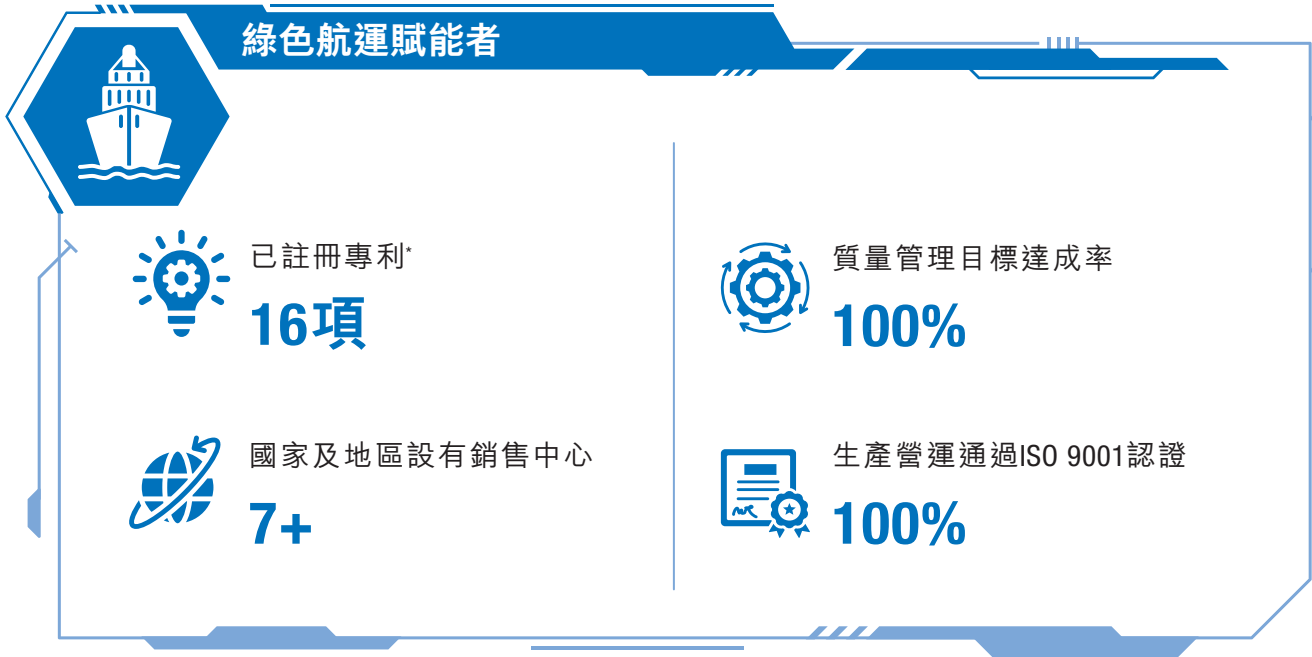 綠色航運賦能者
已註冊專利*
16項
國家及地區設有銷售中心
7+
質量管理目標達成率
100%
生產營運通過ISO 9001認證
100%